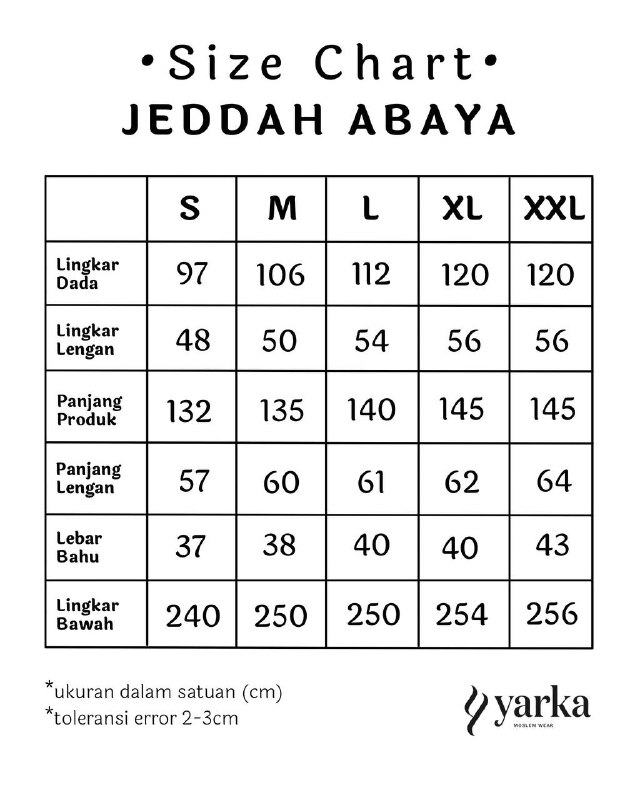 •Size Chart•
JEDDAH ABAYA
S M L XL XXL
Lingkar
Dada
97 106 112 120 120
Lingkar
Lengan
48 50 54 56 56
Panjang
Produk
132 135 140 145 145
Panjang
Lengan
57 60 61 62 64
Lebar
Bahu
37 38 40 40 43
Lingkar
Bawah
240 250 250 254 256
*ukuran dalam satuan (cm)
*toleransi error 2-3cm
yarka
MOSLEM WEAR